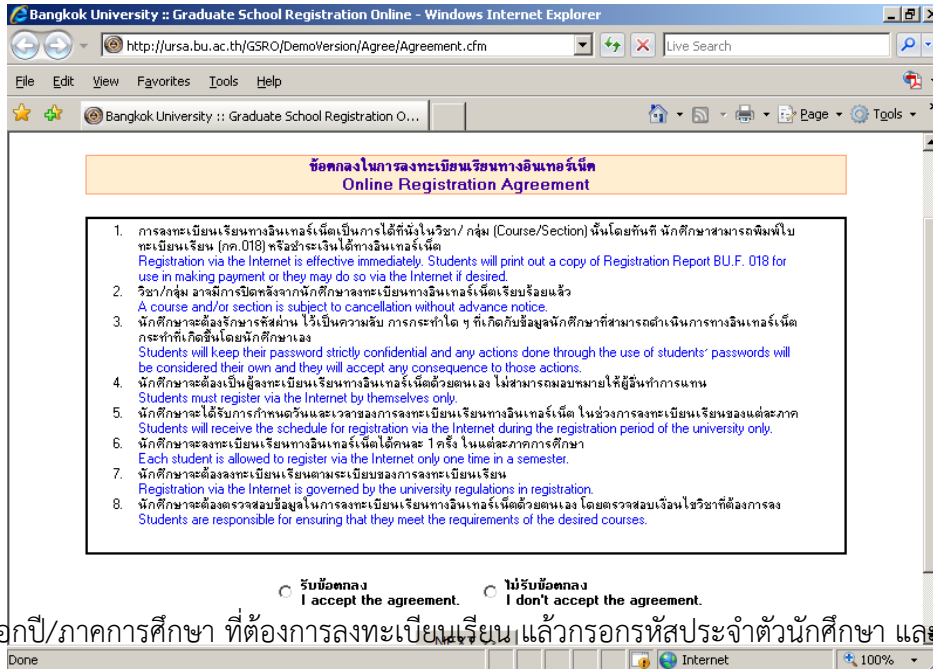 Bangkok University :: Graduate School Registration Online - Windows Internet Explorer
http://ursa.bu.ac.th/GSRO/DemoVersion/Agree/Agreement.cfm
Live Search
File Edit View Favorites Tools Help
Bangkok University :: Graduate School Registration O...
Page Tools
ข้อตกลงในการลงทะเบียนเรียนทางอินเทอร์เน็ต
Online Registration Agreement
1. การลงทะเบียนเรียนทางอินเทอร์เน็ตเป็นการได้ที่นั่งในวิชา/ กลุ่ม (Course/Section) นั้นโดยทันที นักศึกษาสามารถพิมพ์ใบ
ทะเบียนเรียน (กค.018) หรือชำระเงินได้ทางอินเทอร์เน็ต
Registration via the Internet is effective immediately. Students will print out a copy of Registration Report BU.F. 018 for
use in making payment or they may do so via the Internet if desired.
2. วิชา/กลุ่ม อาจมีการปิดหลังจากนักศึกษาลงทะเบียนทางอินเทอร์เน็ตเรียบร้อยแล้ว
A course and/or section is subject to cancellation without advance notice.
3. นักศึกษาจะต้องรักษารหัสผ่าน ไว้เป็นความลับ การกระทำใด ๆ ที่เกิดกับข้อมูลนักศึกษาที่สามารถดำเนินการทางอินเทอร์เน็ต
กระทำที่เกิดขึ้นโดยนักศึกษาเอง
Students will keep their password strictly confidential and any actions done through the use of students' passwords will
be considered their own and they will accept any consequence to those actions.
4. นักศึกษาจะต้องเป็นผู้ลงทะเบียนเรียนทางอินเทอร์เน็ตด้วยตนเอง ไม่สามารถมอบหมายให้ผู้อื่นทำการแทน
Students must register via the Internet by themselves only.
5. นักศึกษาจะได้รับการกำหนดวันและเวลาของการลงทะเบียนเรียนทางอินเทอร์เน็ต ในช่วงการลงทะเบียนเรียนของแต่ละภาค
Students will receive the schedule for registration via the Internet during the registration period of the university only.
6. นักศึกษาจะลงทะเบียนเรียนทางอินเทอร์เน็ตได้คนละ 1 ครั้ง ในแต่ละภาคการศึกษา
Each student is allowed to register via the Internet only one time in a semester.
7. นักศึกษาจะต้องลงทะเบียนเรียนตามระเบียบของการลงทะเบียนเรียน
Registration via the Internet is governed by the university regulations in registration.
8. นักศึกษาจะต้องตรวจสอบข้อมูลในการลงทะเบียนเรียนทางอินเทอร์เน็ตด้วยตนเอง โดยตรวจสอบเงื่อนไขวิชาที่ต้องการลง
Students are responsible for ensuring that they meet the requirements of the desired courses.
รับข้อตกลง ไม่รับข้อตกลง
I accept the agreement. I don't accept the agreement.
อกปี/ภาคการศึกษา ที่ต้องการลงทะเบียนเรียน แล้วกรอกรหัสประจำตัวนักศึกษา และ
Done Internet 100%